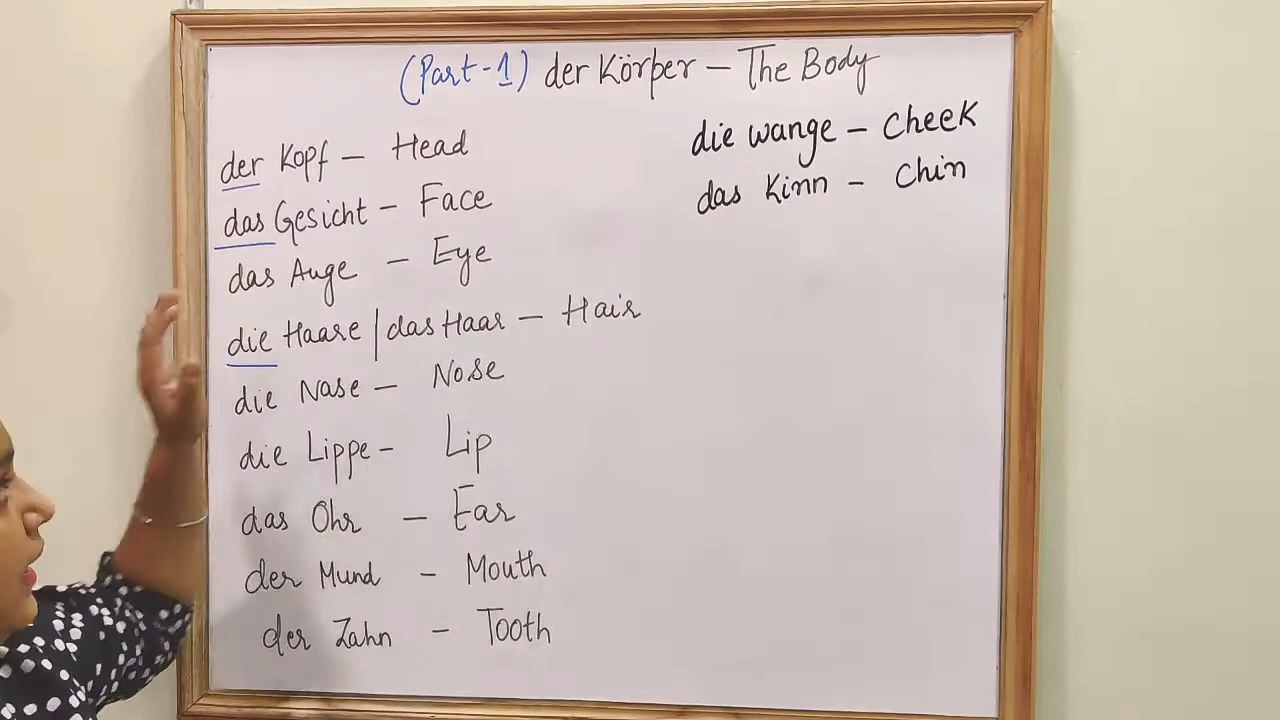 (Part-1) der Körper – The Body
der Kopf – Head
das Gesicht – Face
das Auge – Eye
die Haare | das Haar – Hair
die Nase – Nose
die Lippe – Lip
das Ohr – Ear
der Mund – Mouth
der Zahn – Tooth
die wange – cheek
das Kinn – chin